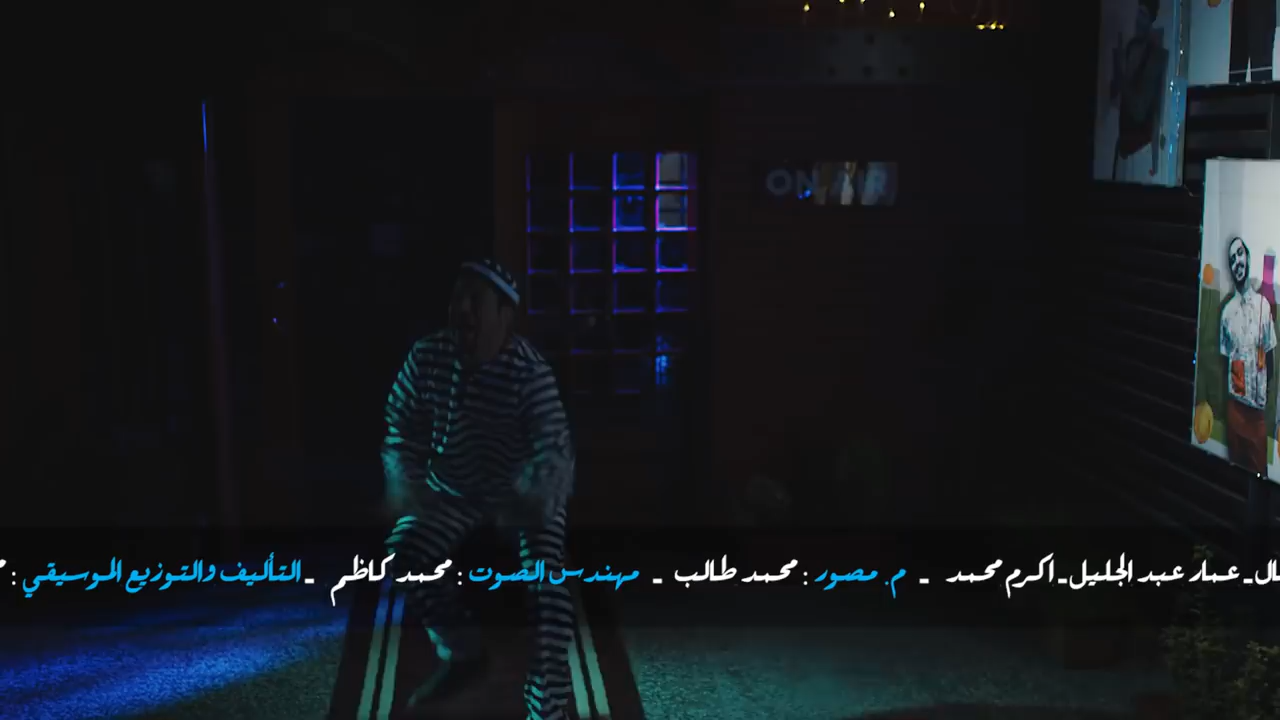 ON AIR
ـ عمار عبد الجليل ـ اكرم محمد ـ م. مصور : محمد طالب ـ مهندس الصوت : محمد كاظم ـ التأليف والتوزيع الموسيقي :